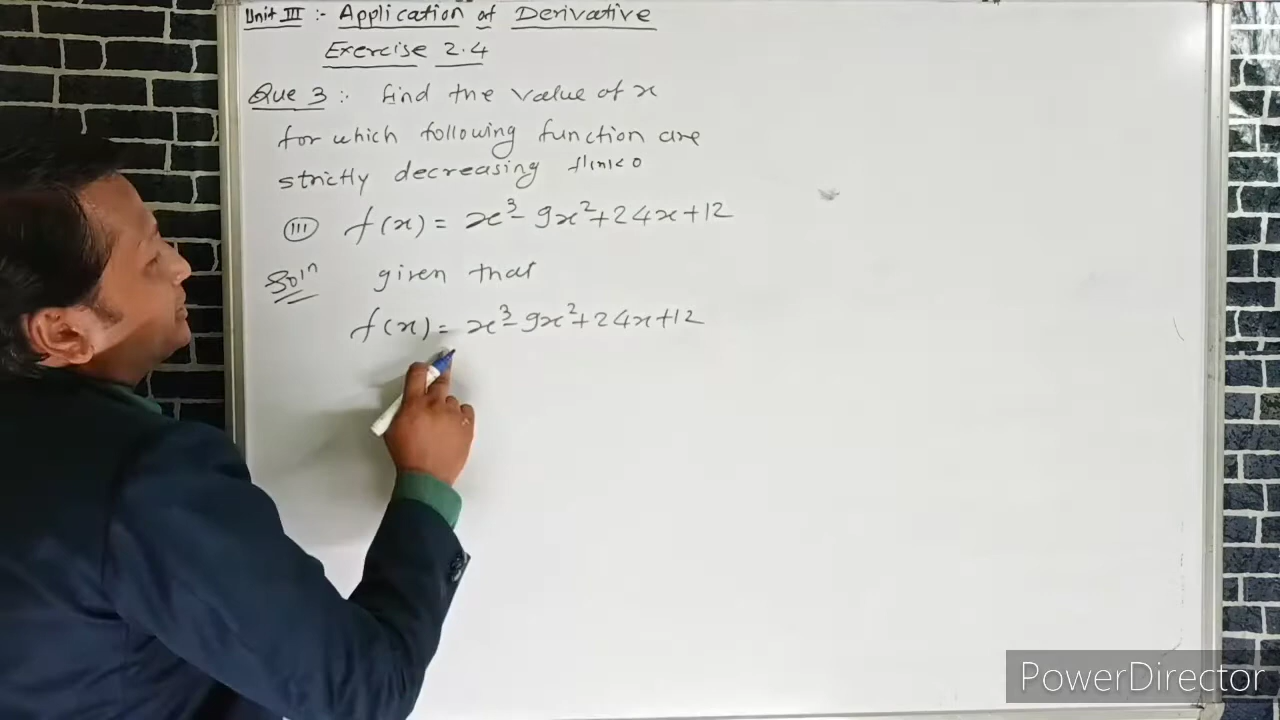 Unit III :- Application of Derivative
Exercise 2.4
Que 3 :- find the value of x
for which following function are
strictly decreasing f'(x)<0
(III) f(x) = x³- 9x²+24x+12
Soln given that
f(x) = x³- 9x²+24x+12
PowerDirector